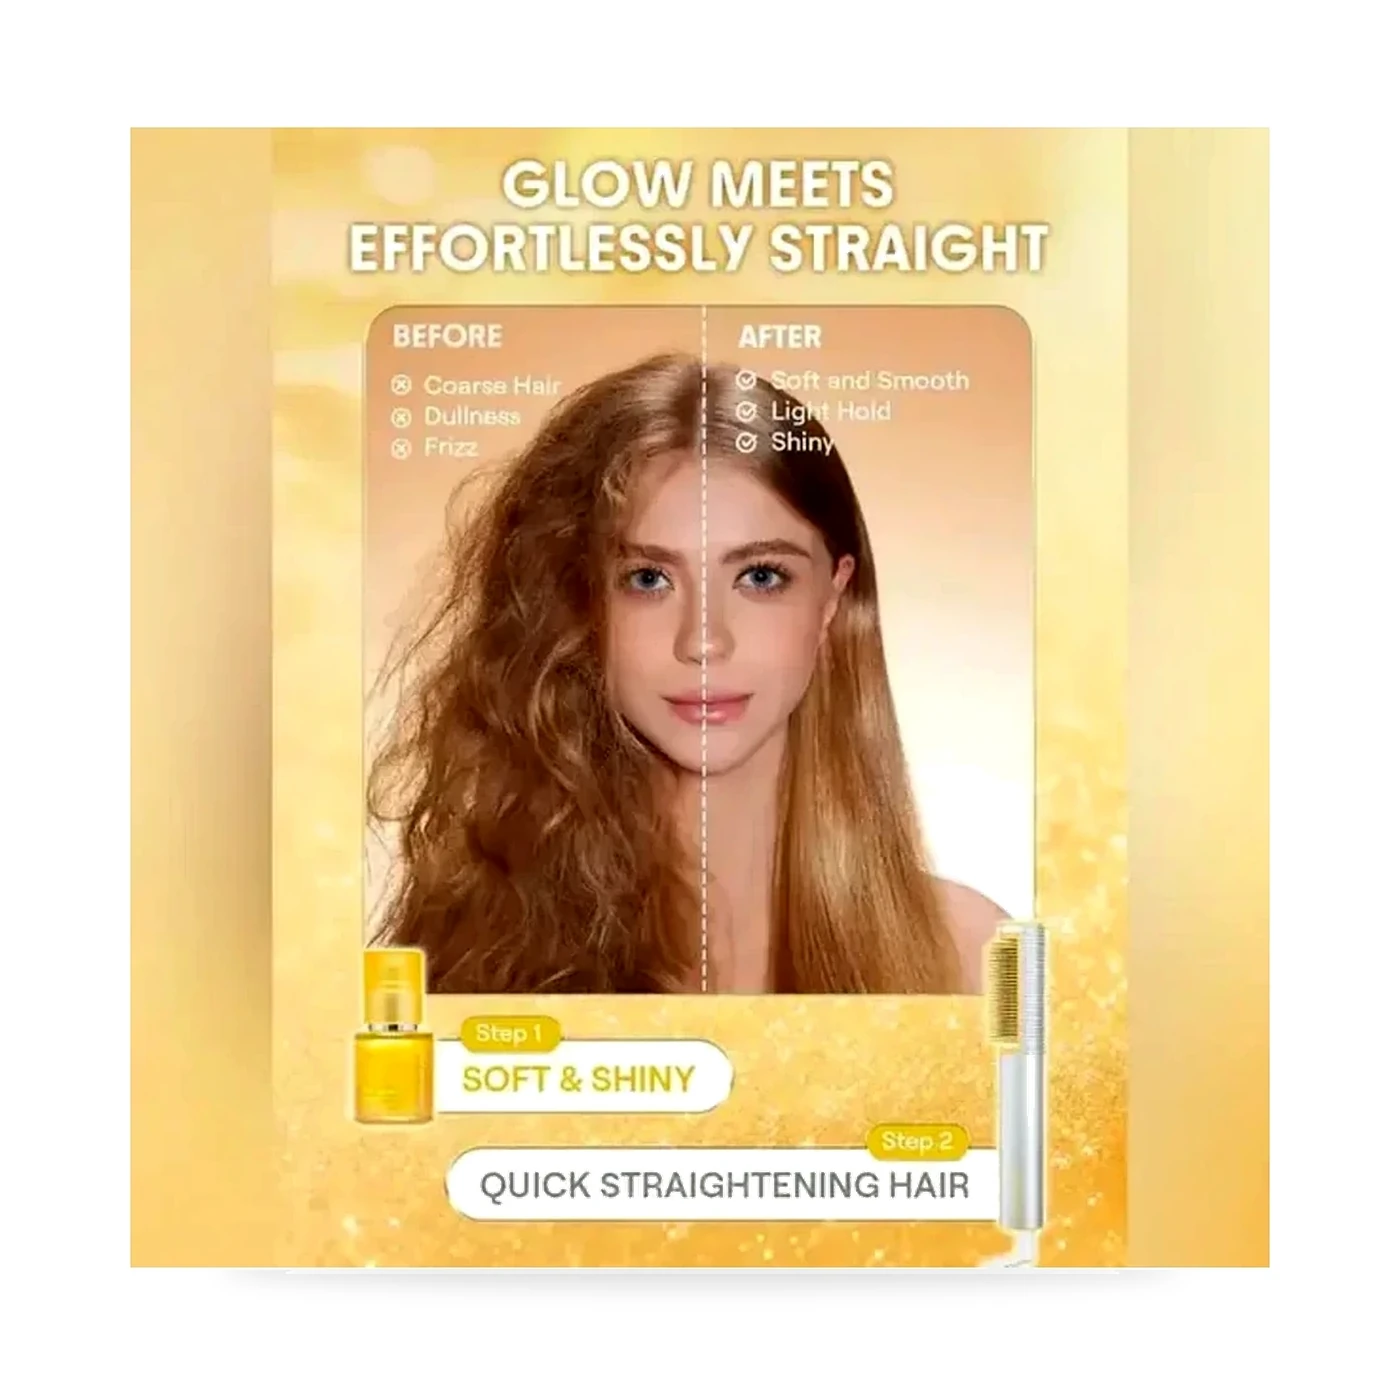 GLOW MEETS
EFFORTLESSLY STRAIGHT
BEFORE
Coarse Hair
Dullness
Frizz
AFTER
Soft and Smooth
Light Hold
Shiny
Step 1
SOFT & SHINY
Step 2
QUICK STRAIGHTENING HAIR